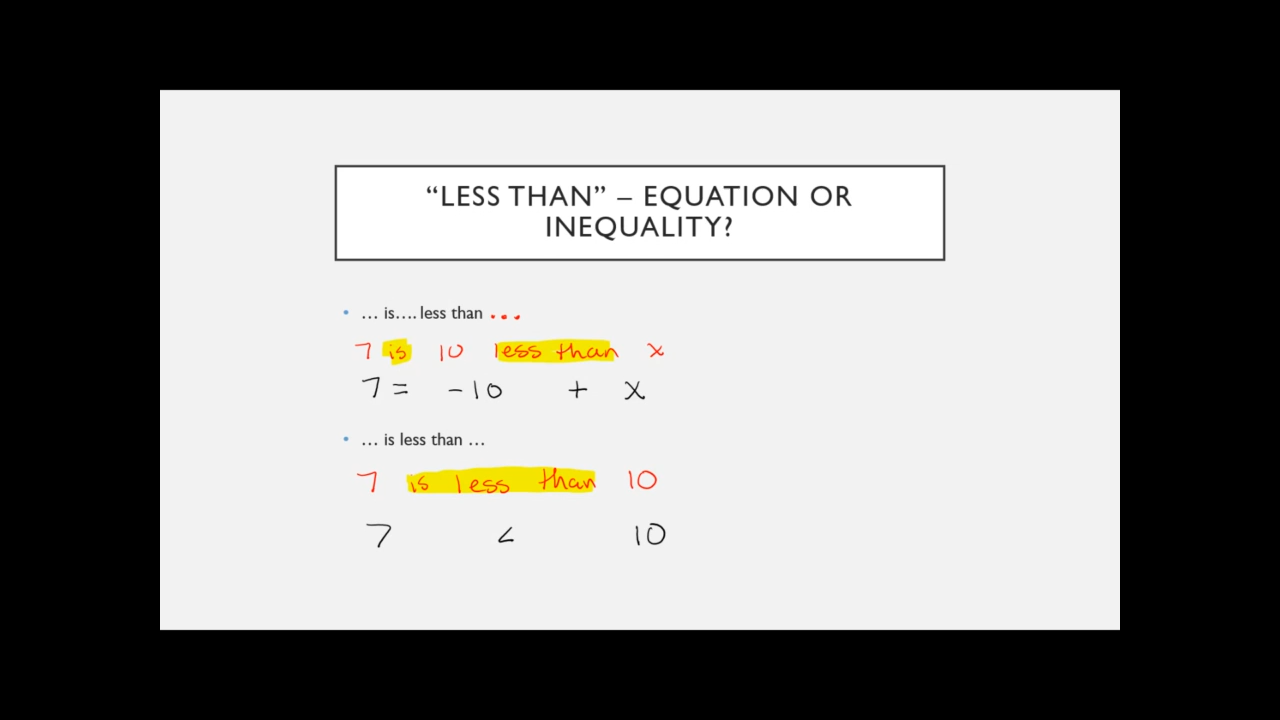 “LESS THAN” – EQUATION OR
INEQUALITY?
• … is…. less than ...
7 is 10 less than x
7 = -10 + x
• … is less than …
7 is less than 10
7 < 10